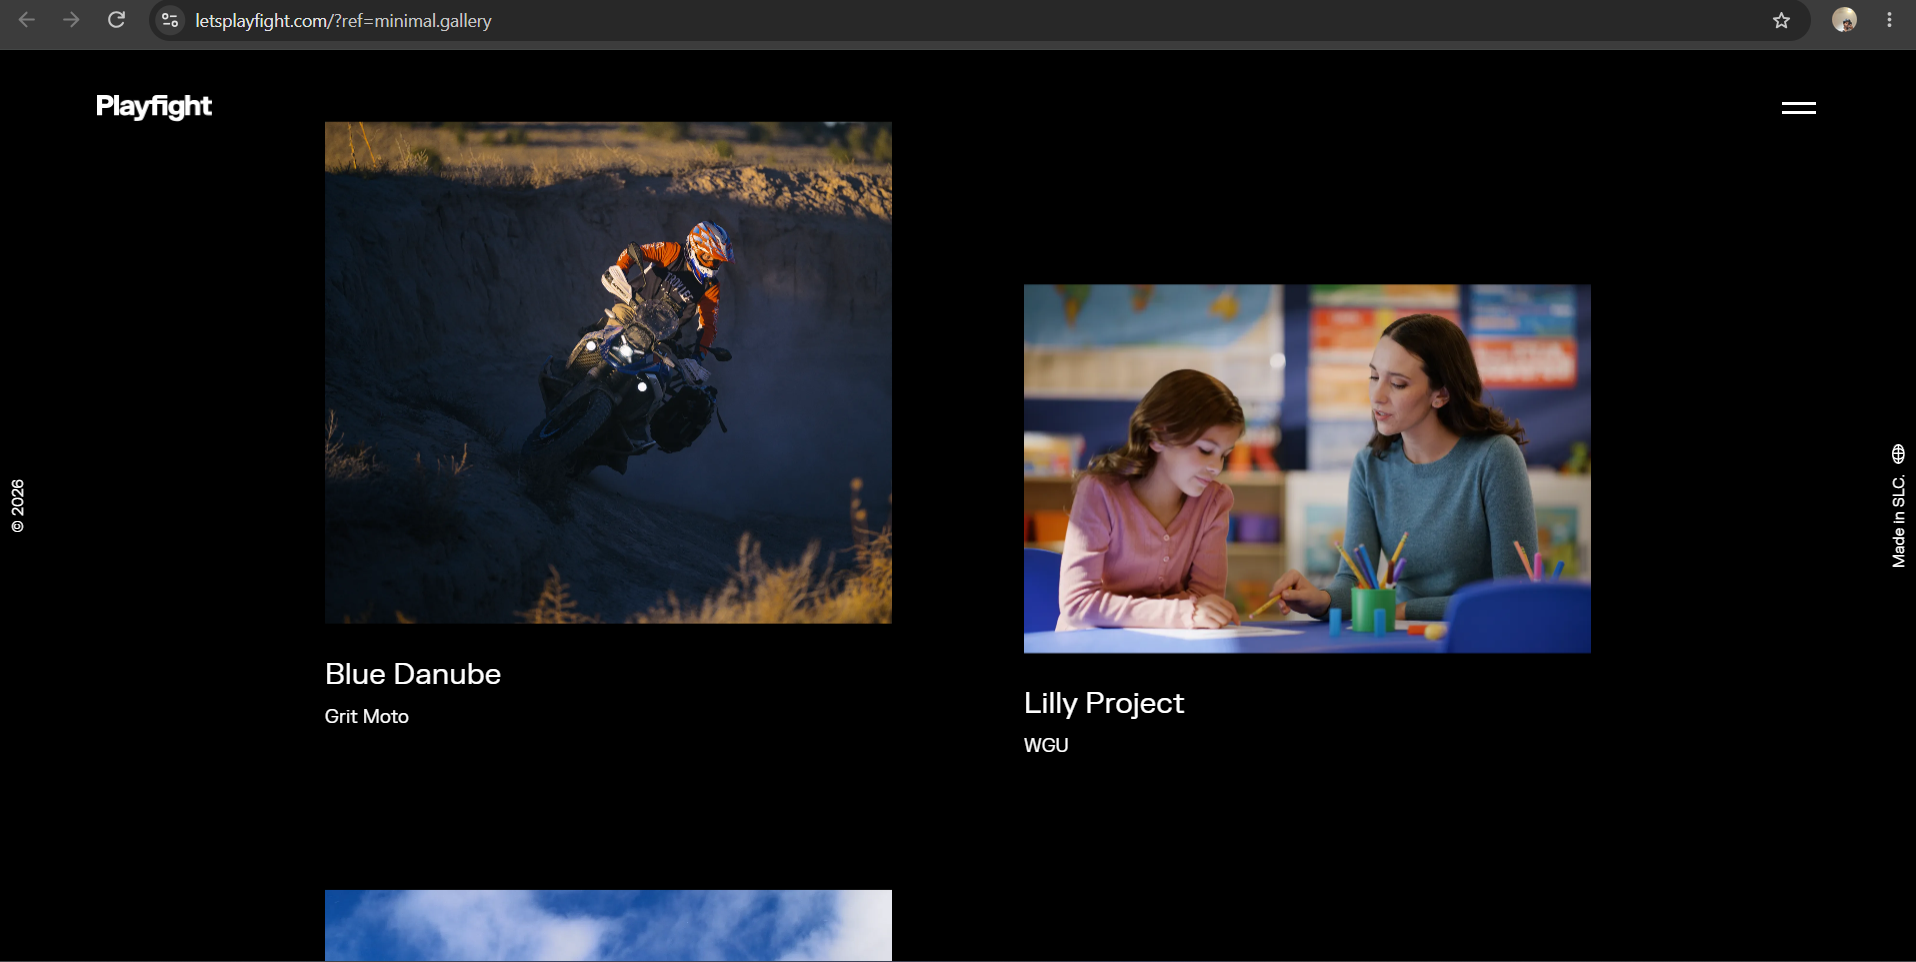 letsplayfight.com/?ref=minimal.gallery
Playfight
© 2026
Made in SLC.
Blue Danube
Grit Moto
Lilly Project
WGU